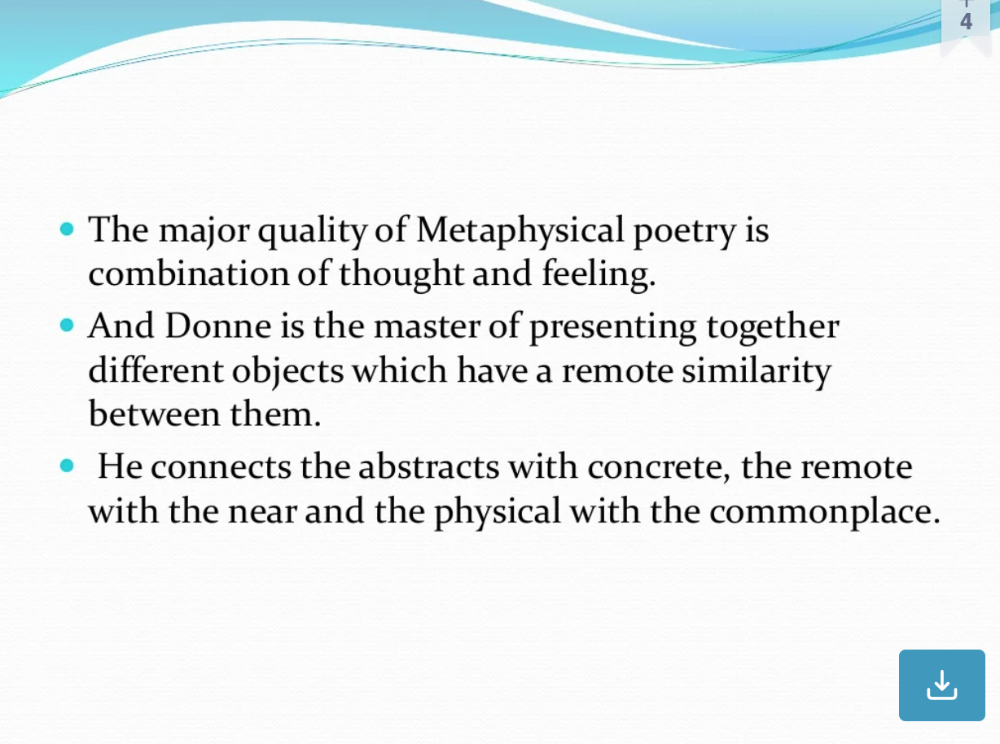 4
• The major quality of Metaphysical poetry is
combination of thought and feeling.
• And Donne is the master of presenting together
different objects which have a remote similarity
between them.
• He connects the abstracts with concrete, the remote
with the near and the physical with the commonplace.